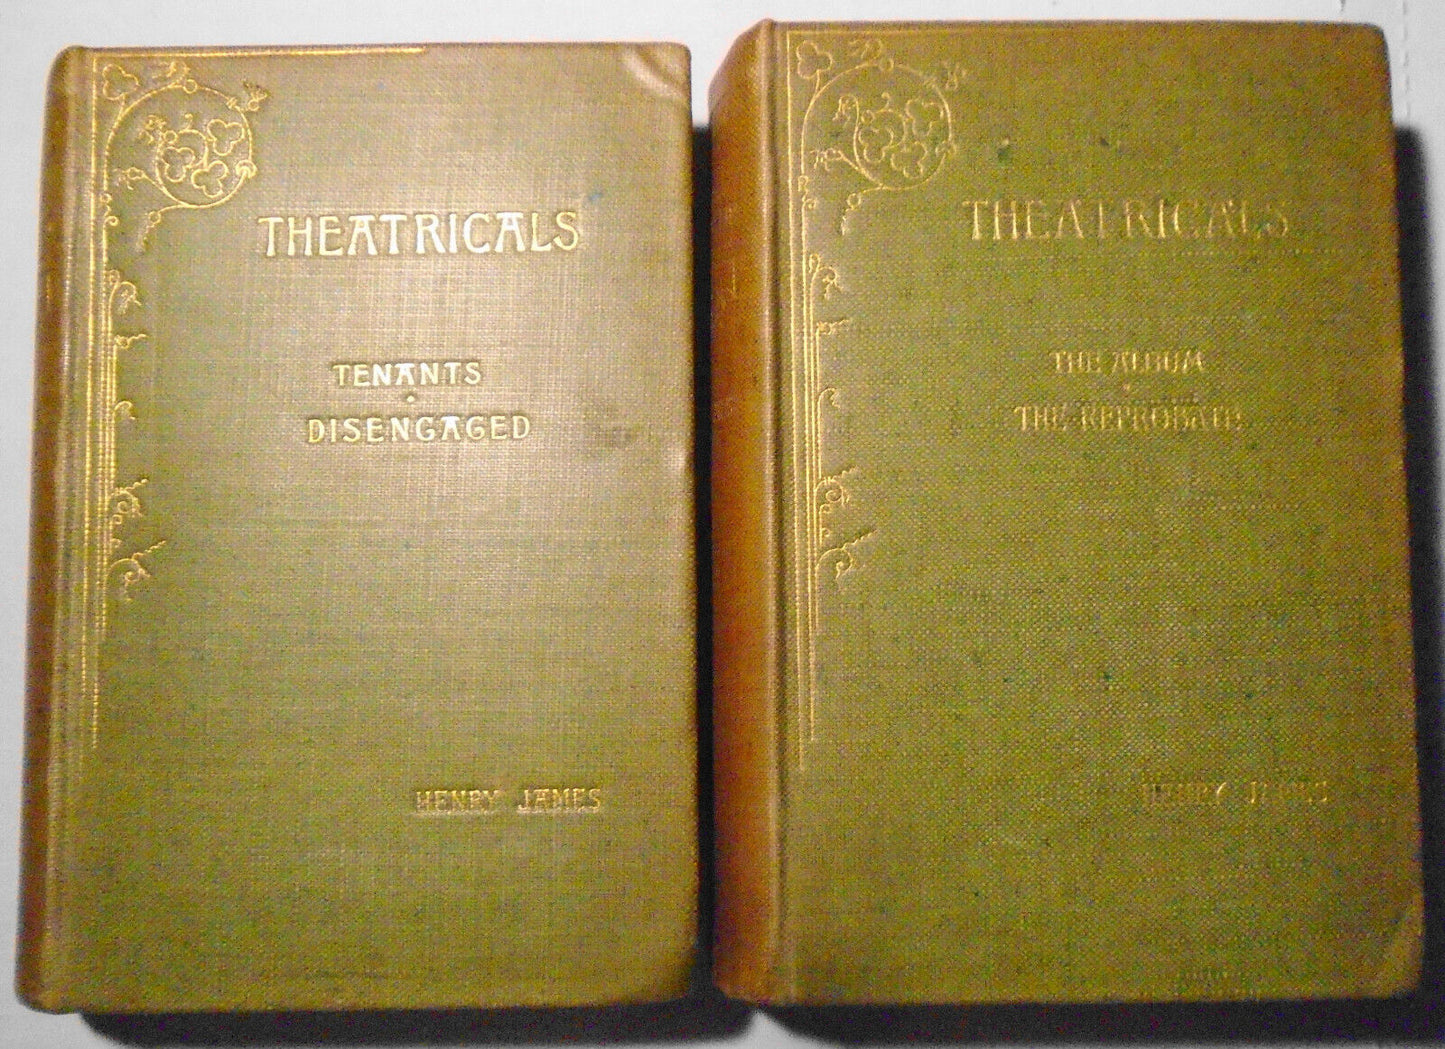 THEATRICALS
TENANTS
DISENGAGED
HENRY JAMES
THEATRICALS
THE ALBUM
THE REPROBATE
HENRY JAMES